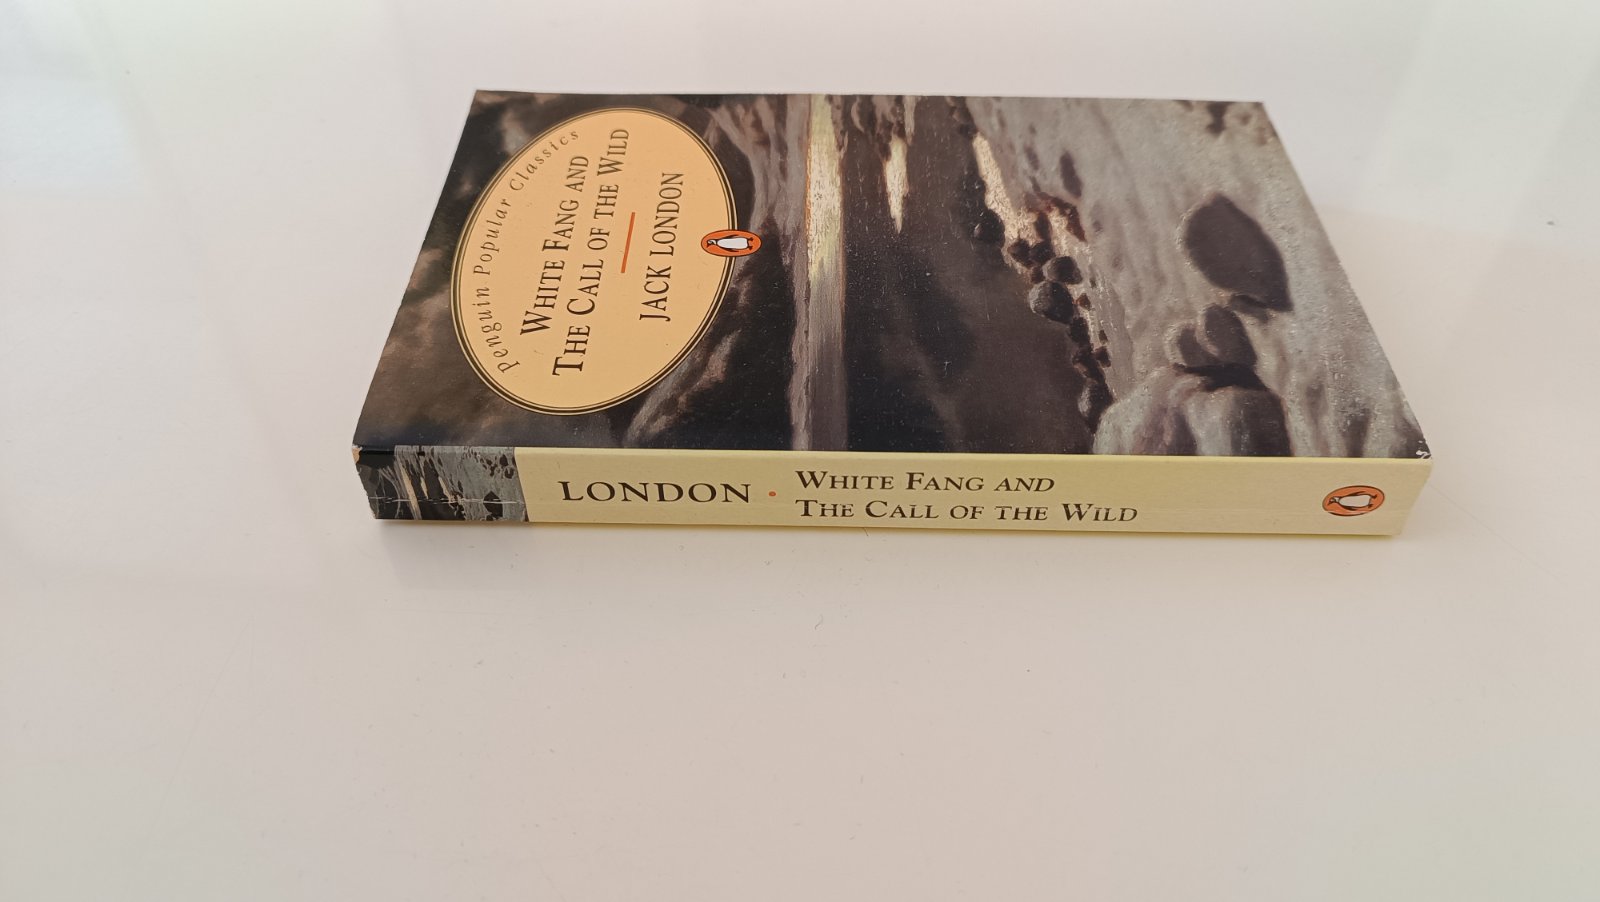 Penguin Popular Classics
WHITE FANG AND
THE CALL OF THE WILD
JACK LONDON
LONDON · WHITE FANG AND
THE CALL OF THE WILD